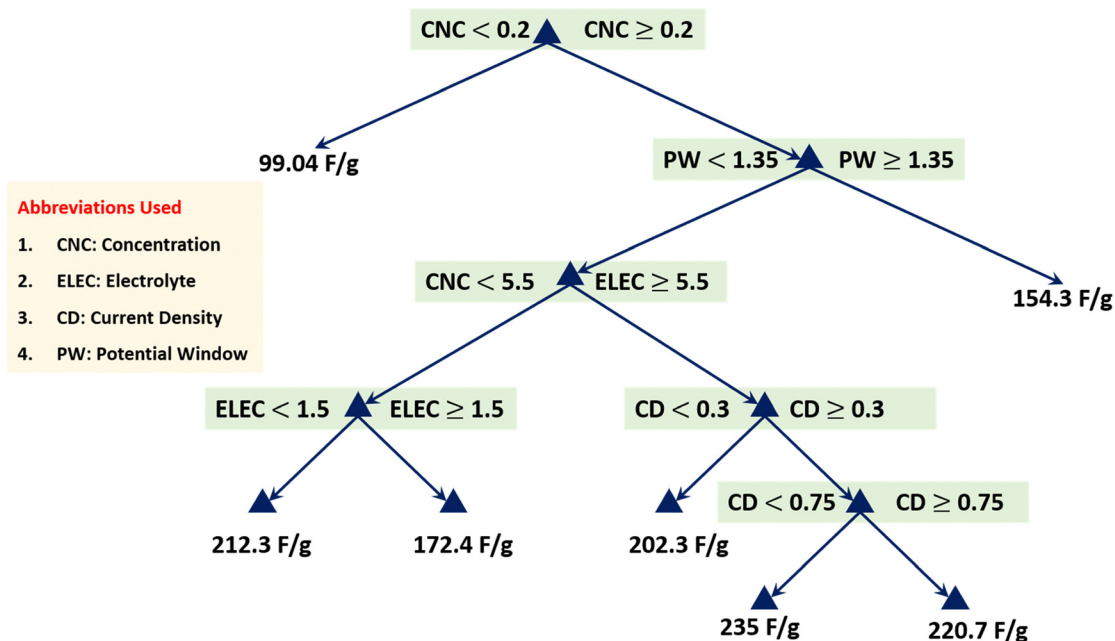 CNC < 0.2 CNC ≥ 0.2
99.04 F/g
PW < 1.35 PW ≥ 1.35
Abbreviations Used
1. CNC: Concentration
2. ELEC: Electrolyte
3. CD: Current Density
4. PW: Potential Window
CNC < 5.5 ELEC ≥ 5.5
154.3 F/g
ELEC < 1.5 ELEC ≥ 1.5
CD < 0.3 CD ≥ 0.3
212.3 F/g
172.4 F/g
202.3 F/g
CD < 0.75 CD ≥ 0.75
235 F/g
220.7 F/g